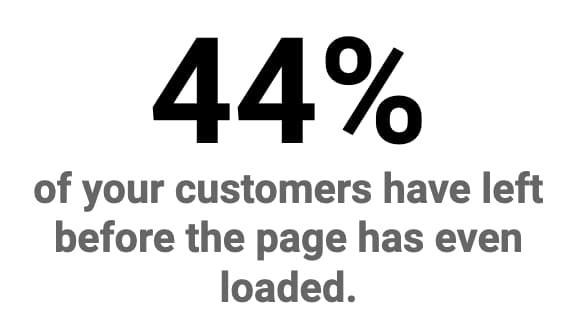 44%
of your customers have left
before the page has even
loaded.